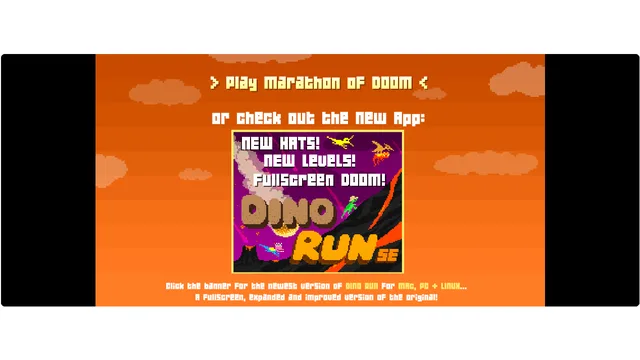 > Play Marathon of DOOM <
or check out the new App:
NEW HATS!
NEW LEVELS!
Fullscreen DOOM!
DINO
RUN SE
Click the banner for the newest version of Dino Run for Mac, PC + Linux...
A fullscreen, expanded and improved version of the original!